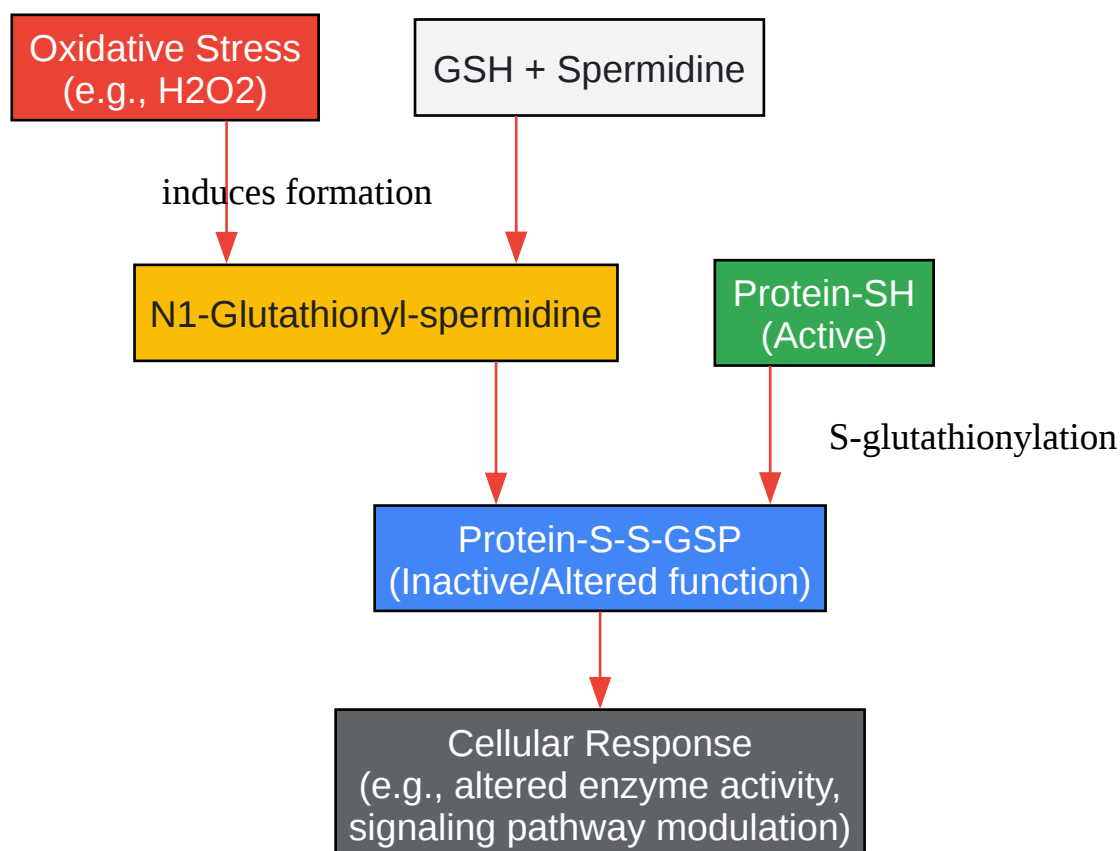 Oxidative Stress
(e.g., H2O2)
GSH + Spermidine
induces formation
N1-Glutathionyl-spermidine
Protein-SH
(Active)
S-glutathionylation
Protein-S-S-GSP
(Inactive/Altered function)
Cellular Response
(e.g., altered enzyme activity,
signaling pathway modulation)